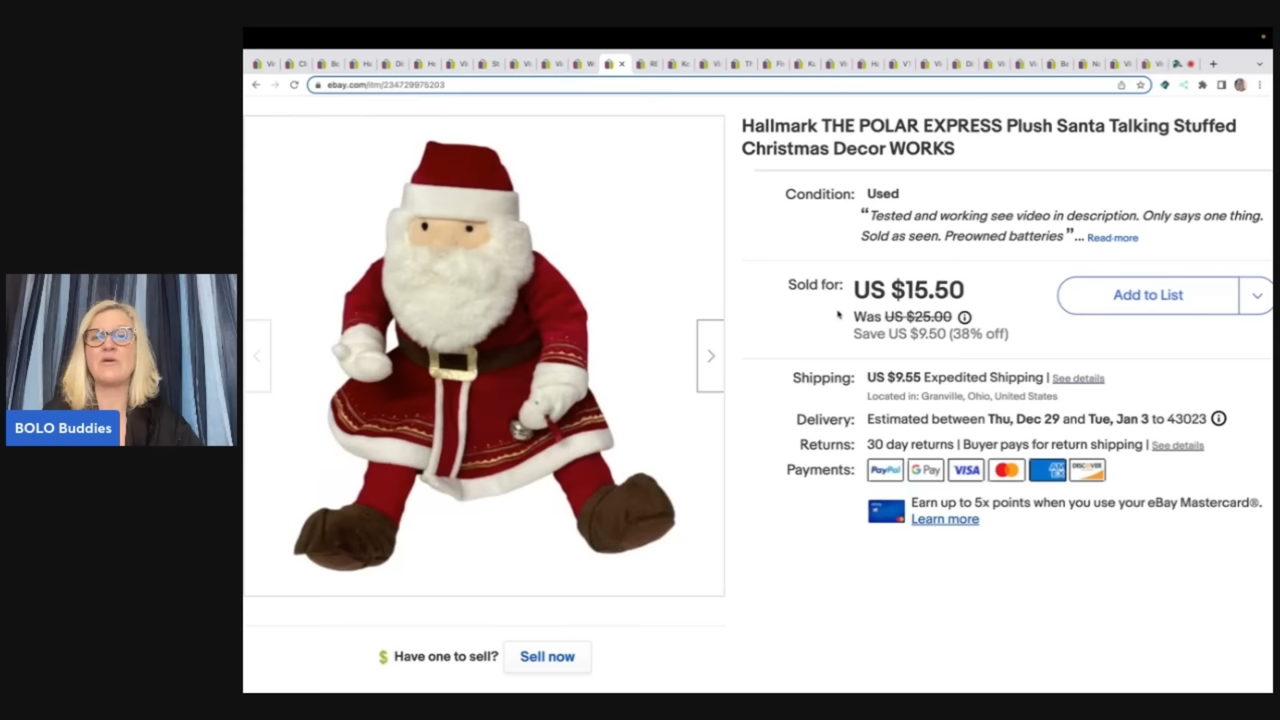 ebay.com/itm/234729975203
Hallmark THE POLAR EXPRESS Plush Santa Talking Stuffed
Christmas Decor WORKS
Condition: Used
“Tested and working see video in description. Only says one thing.
Sold as seen. Preowned batteries ”... Read more
Sold for: US $15.50
Add to List
Was US $25.00
Save US $9.50 (38% off)
Shipping: US $9.55 Expedited Shipping | See details
Located in: Granville, Ohio, United States
Delivery: Estimated between Thu, Dec 29 and Tue, Jan 3 to 43023
Returns: 30 day returns | Buyer pays for return shipping | See details
Payments: PayPal G Pay VISA DISCOVER
Earn up to 5x points when you use your eBay Mastercard®.
Learn more
BOLO Buddies
$ Have one to sell? Sell now